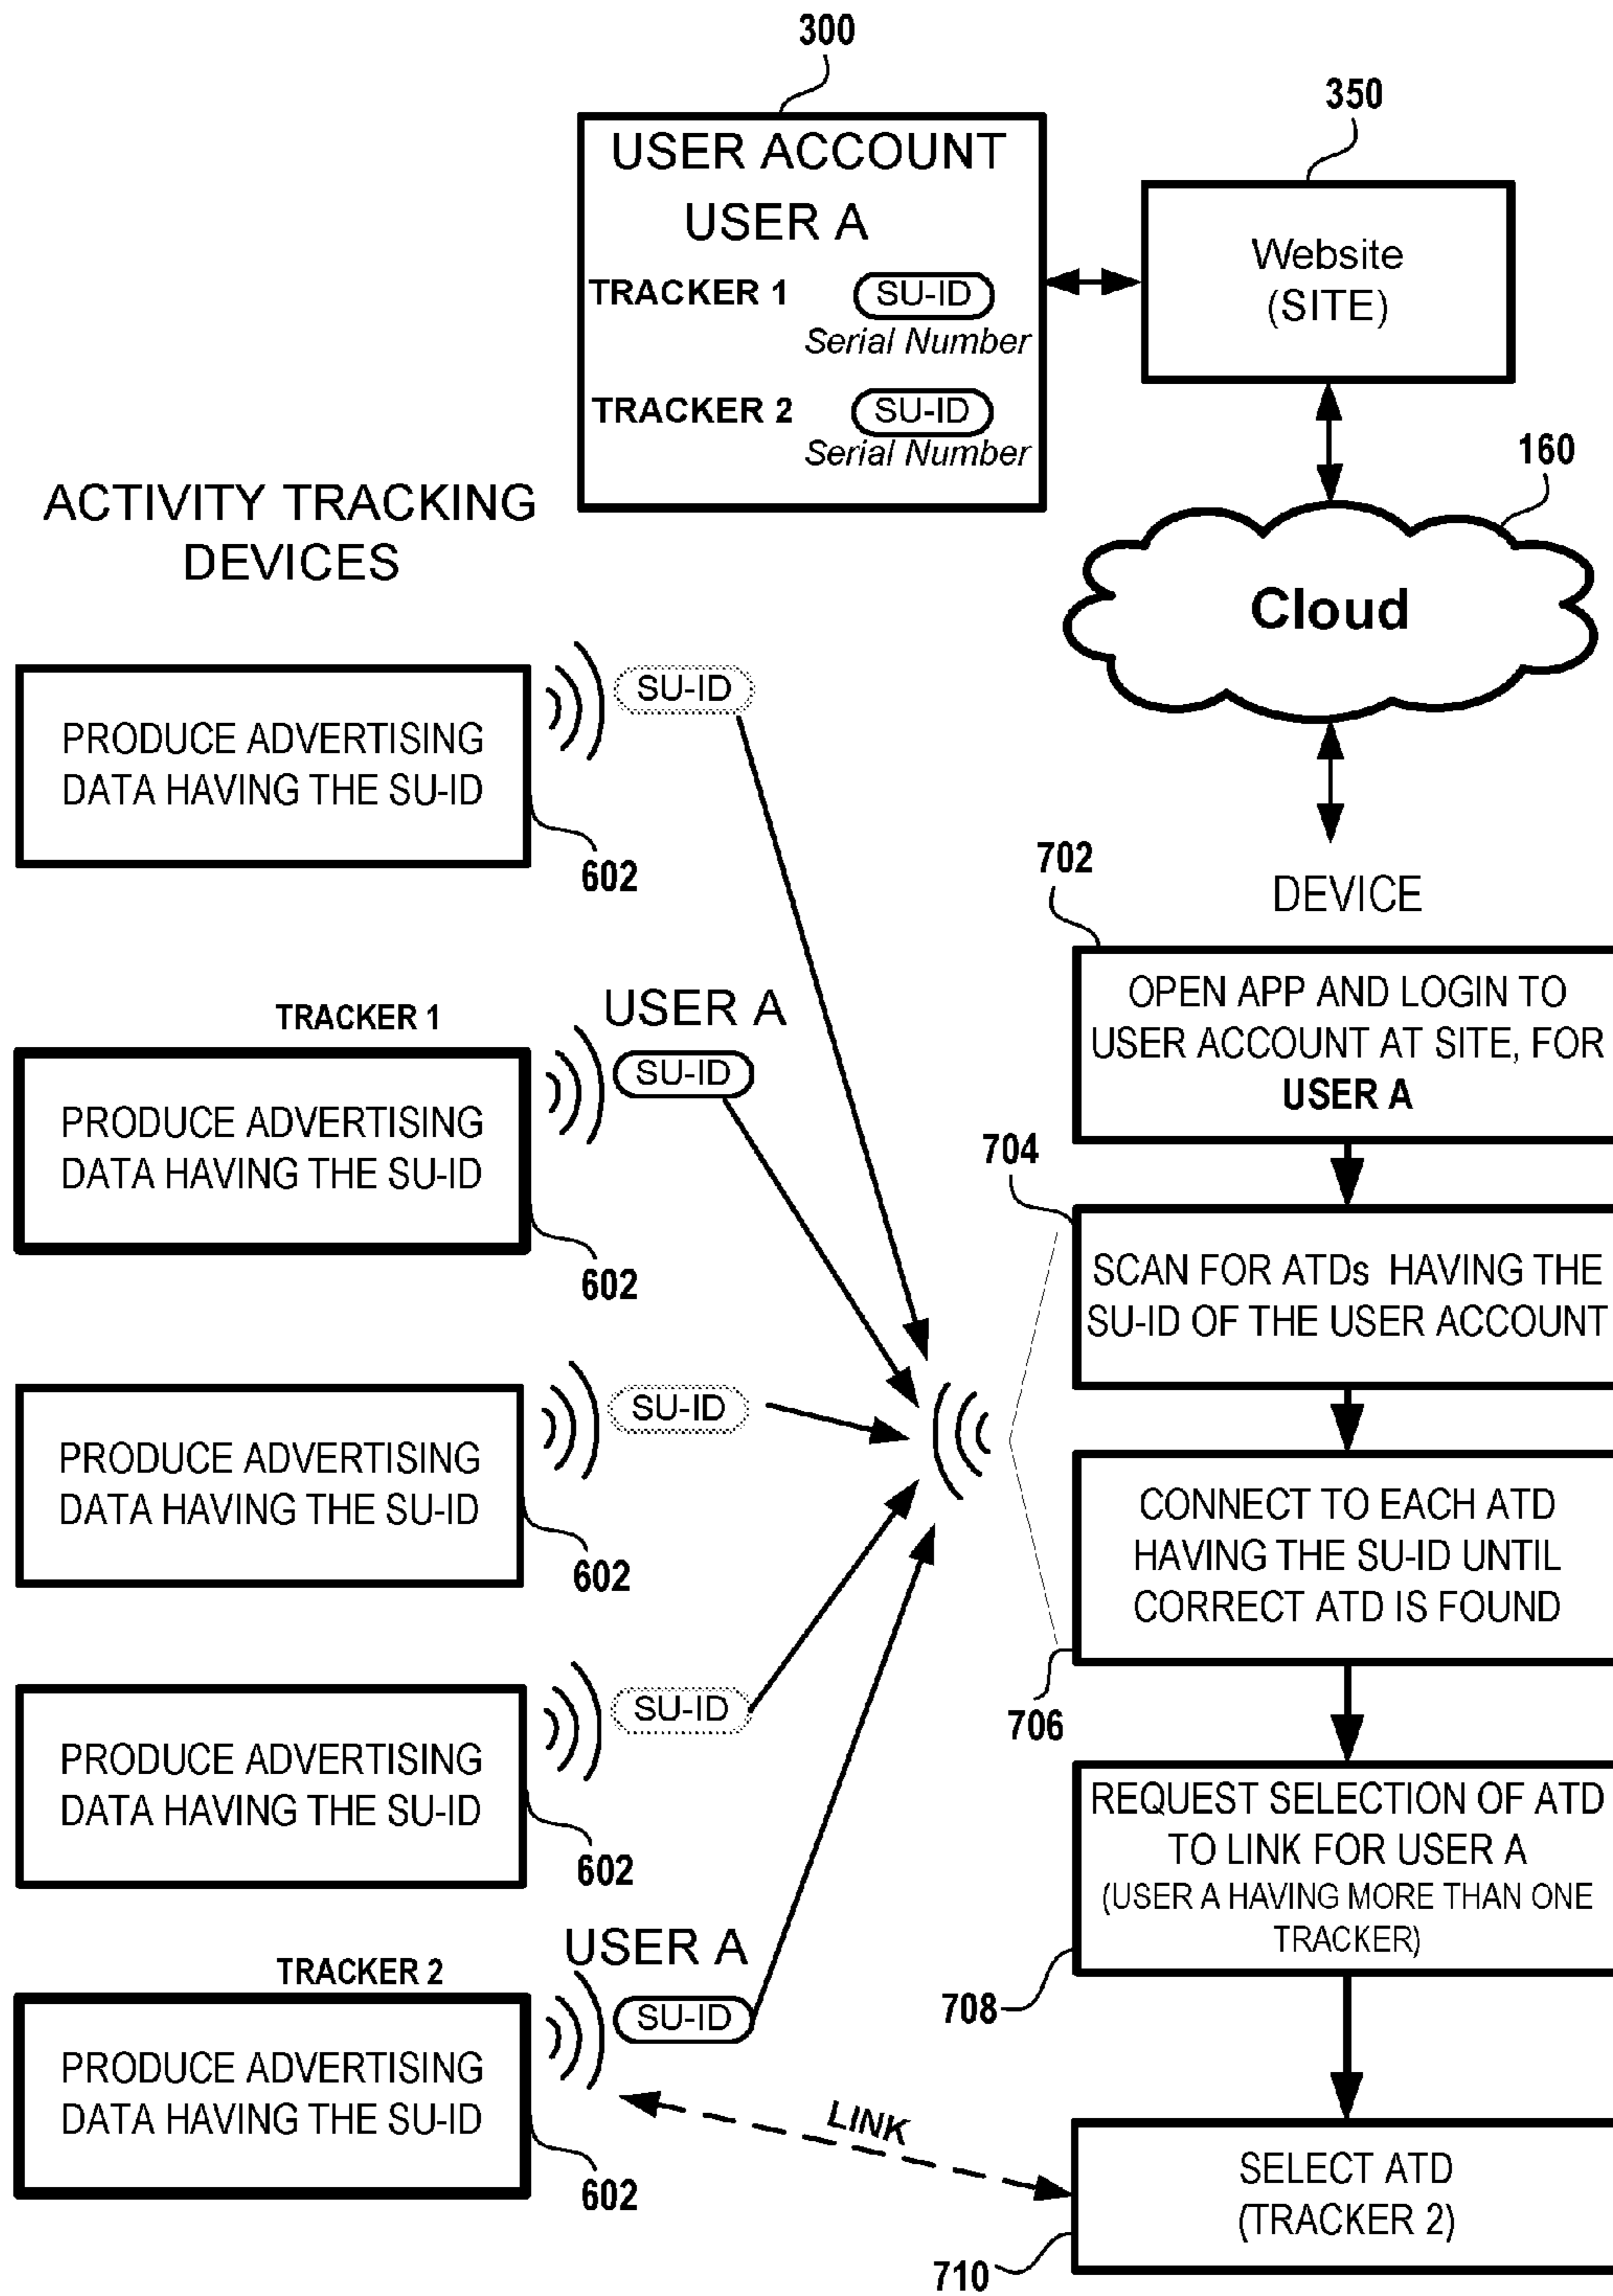 300
USER ACCOUNT
USER A
TRACKER 1 SU-ID
Serial Number
TRACKER 2 SU-ID
Serial Number
350
Website
(SITE)
160
Cloud
ACTIVITY TRACKING
DEVICES
PRODUCE ADVERTISING
DATA HAVING THE SU-ID
SU-ID
602
TRACKER 1
USER A
SU-ID
PRODUCE ADVERTISING
DATA HAVING THE SU-ID
602
SU-ID
PRODUCE ADVERTISING
DATA HAVING THE SU-ID
602
SU-ID
PRODUCE ADVERTISING
DATA HAVING THE SU-ID
602
TRACKER 2
USER A
SU-ID
PRODUCE ADVERTISING
DATA HAVING THE SU-ID
602
LINK
DEVICE
702
OPEN APP AND LOGIN TO
USER ACCOUNT AT SITE, FOR
USER A
704
SCAN FOR ATDs HAVING THE
SU-ID OF THE USER ACCOUNT
CONNECT TO EACH ATD
HAVING THE SU-ID UNTIL
CORRECT ATD IS FOUND
706
REQUEST SELECTION OF ATD
TO LINK FOR USER A
(USER A HAVING MORE THAN ONE
TRACKER)
708
SELECT ATD
(TRACKER 2)
710